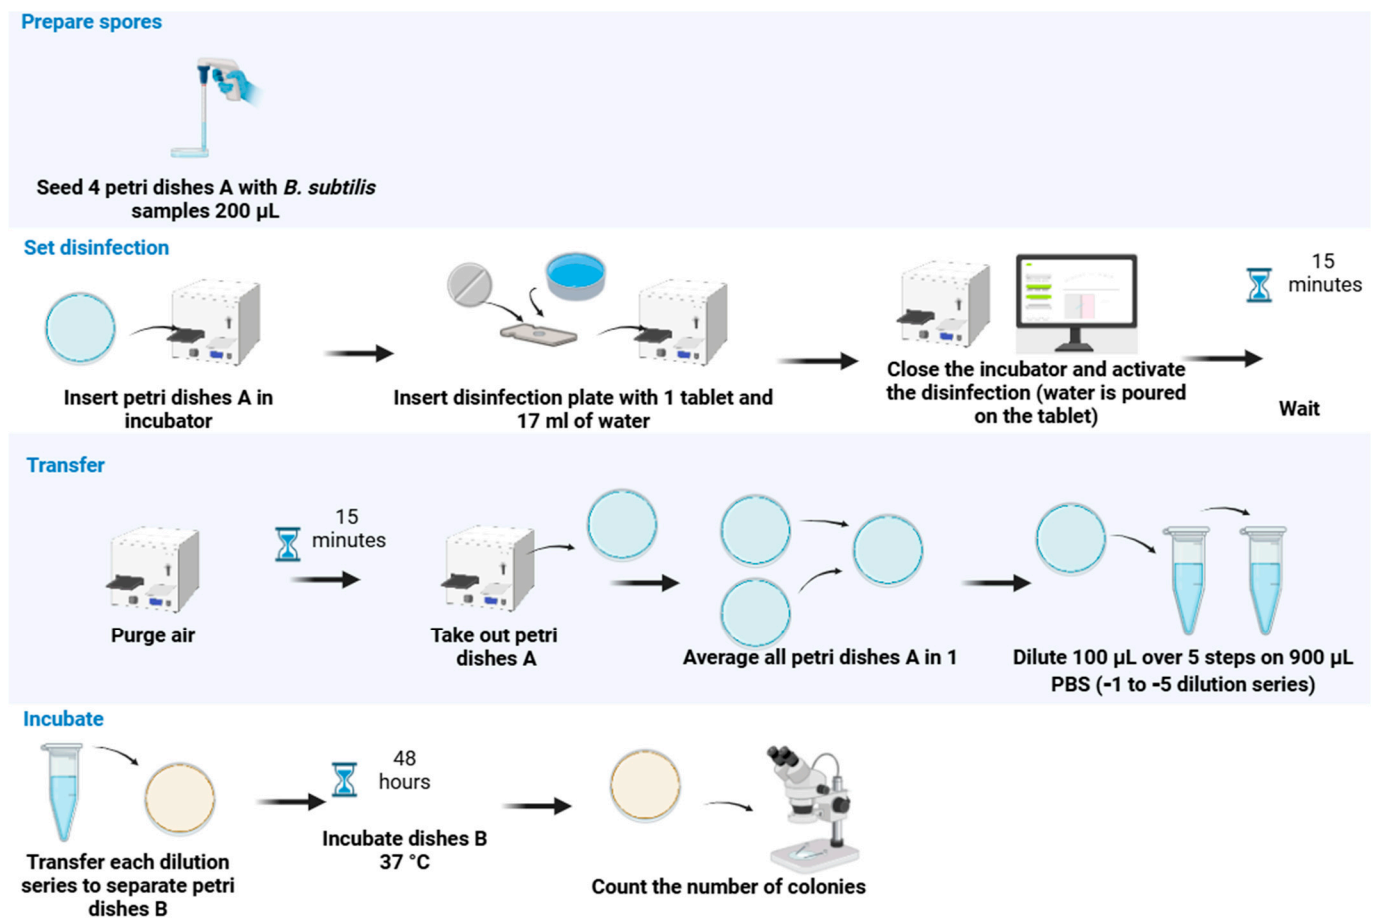 Prepare spores
Seed 4 petri dishes A with B. subtilis
samples 200 µL
Set disinfection
Insert petri dishes A in
incubator
Insert disinfection plate with 1 tablet and
17 ml of water
Close the incubator and activate
the disinfection (water is poured
on the tablet)
15
minutes
Wait
Transfer
Purge air
15
minutes
Take out petri
dishes A
Average all petri dishes A in 1
Dilute 100 µL over 5 steps on 900 µL
PBS (-1 to -5 dilution series)
Incubate
Transfer each dilution
series to separate petri
dishes B
48
hours
Incubate dishes B
37 °C
Count the number of colonies